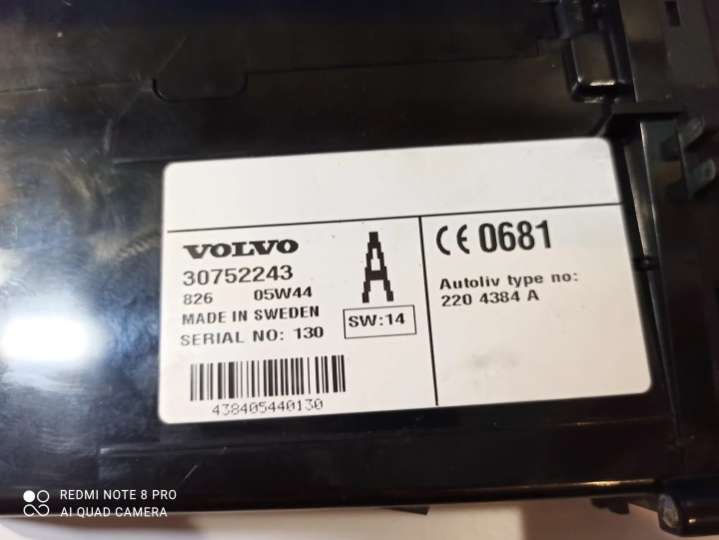 VOLVO
30752243
826 05W44
MADE IN SWEDEN
SERIAL NO: 130
A
SW:14
438405440130
CE 0681
Autoliv type no:
220 4384 A
REDMI NOTE 8 PRO
AI QUAD CAMERA